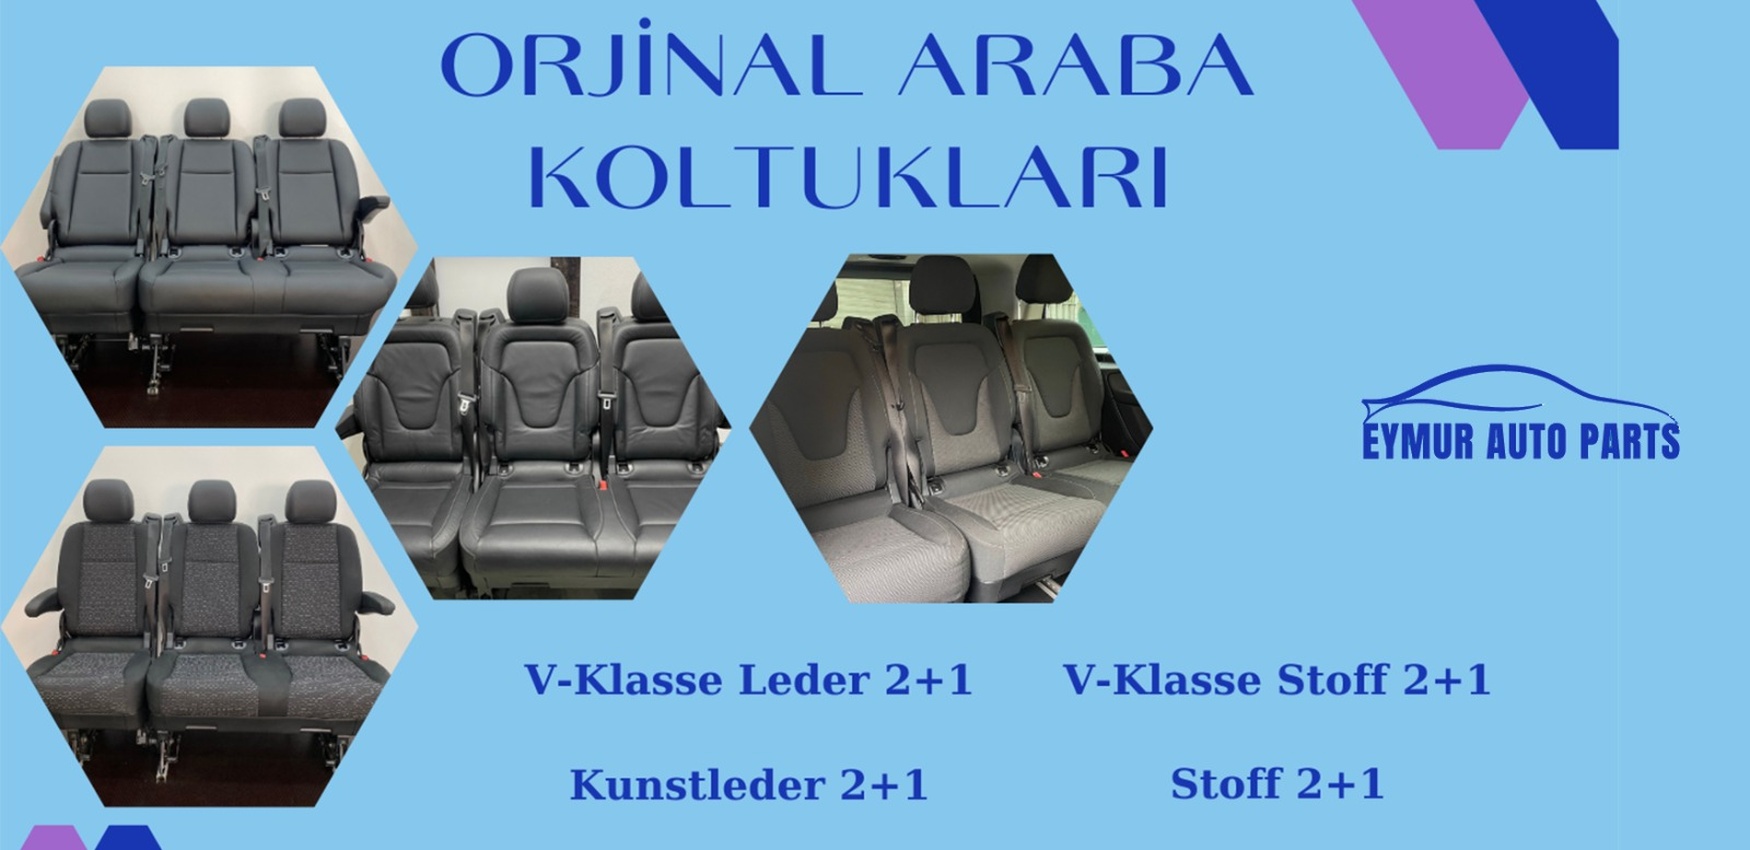 ORJİNAL ARABA
KOLTUKLARI
EYMUR AUTO PARTS
V-Klasse Leder 2+1
V-Klasse Stoff 2+1
Kunstleder 2+1
Stoff 2+1